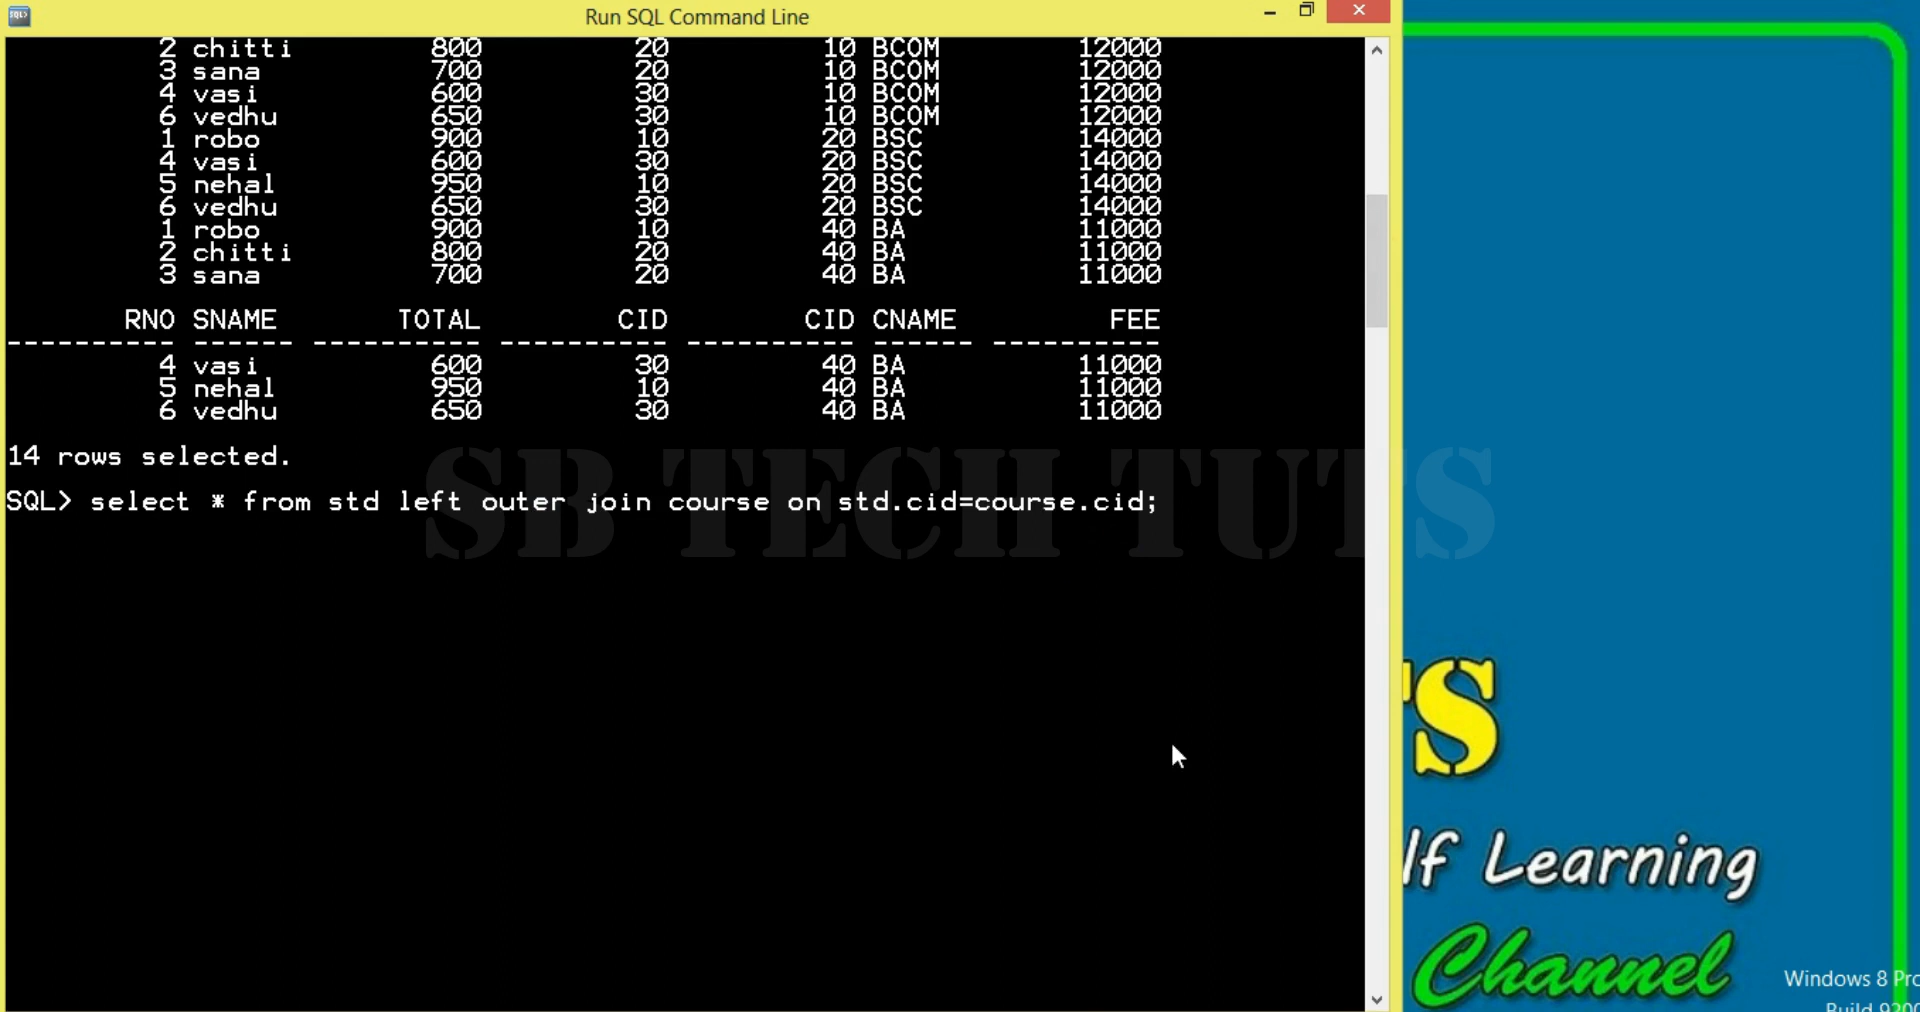 Run SQL Command Line
2 chitti 800 20 10 BCOM 12000
3 sana 700 20 10 BCOM 12000
4 vasi 600 30 10 BCOM 12000
6 vedhu 650 30 10 BCOM 12000
1 robo 900 10 20 BSC 14000
4 vasi 600 30 20 BSC 14000
5 nehal 950 10 20 BSC 14000
6 vedhu 650 30 20 BSC 14000
1 robo 900 10 40 BA 11000
2 chitti 800 20 40 BA 11000
3 sana 700 20 40 BA 11000
RNO SNAME TOTAL CID CID CNAME FEE
---------- ------ ---------- ---------- ---------- ------ ----------
4 vasi 600 30 40 BA 11000
5 nehal 950 10 40 BA 11000
6 vedhu 650 30 40 BA 11000
14 rows selected.
SQL> select * from std left outer join course on std.cid=course.cid;
SB TECH TUTS
TS
lf Learning
Channel
Windows 8 Pro
Build 9200